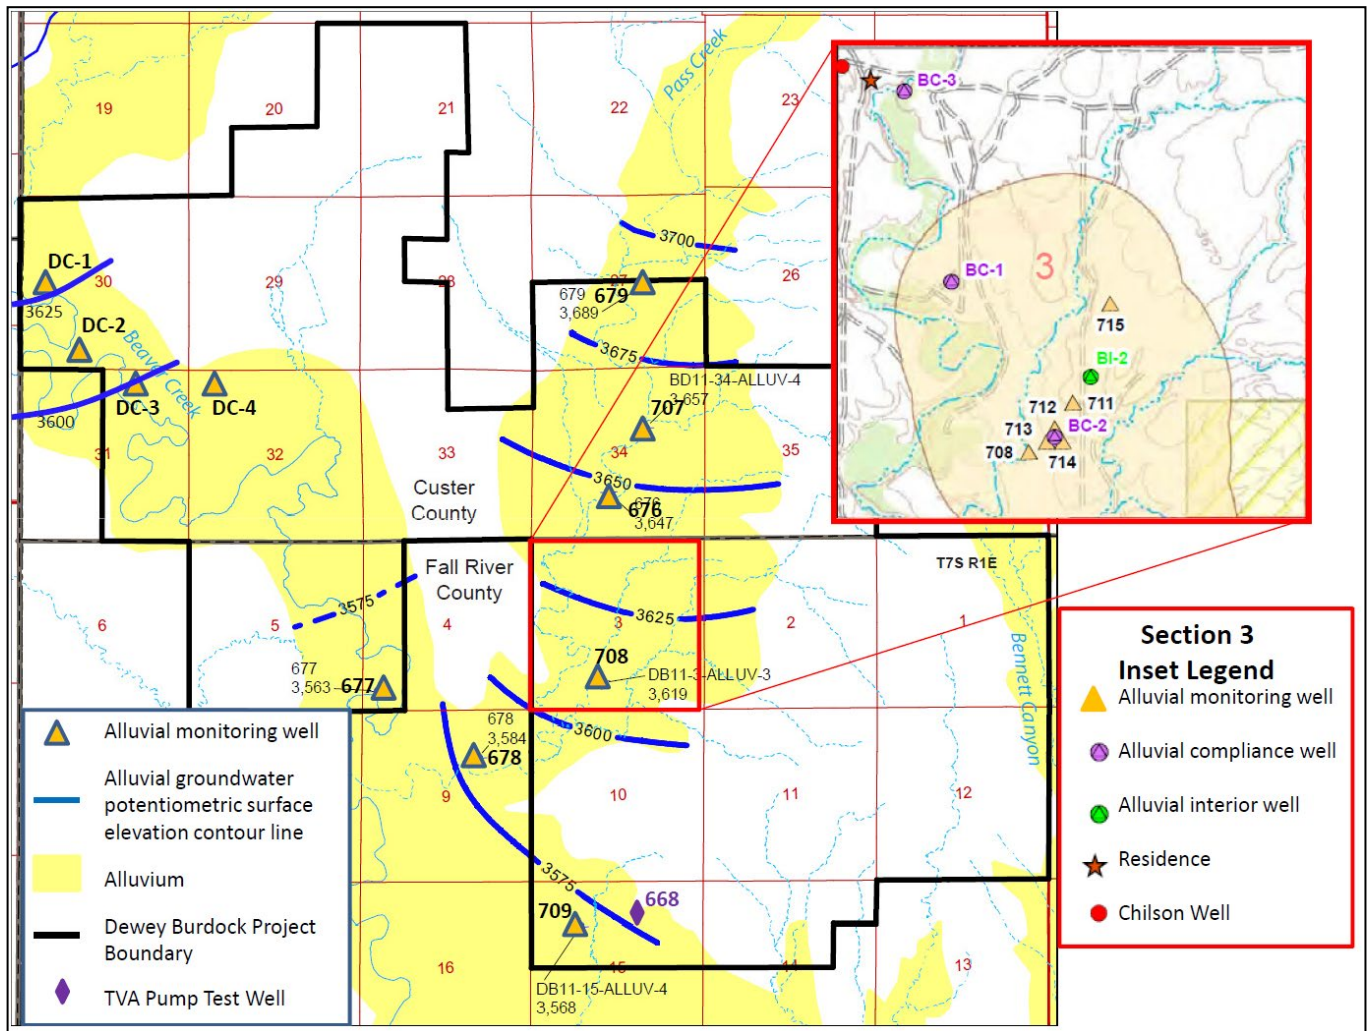 19
20
21
22
23
Pass Creek
BC-3
BC-1
3
3675
715
BI-2
711
712
713
BC-2
708
714
3700
DC-1
30
29
28
27
26
3625
679
3,689
679
DC-2
Beaver Creek
3675
BD11-34-ALLUV-4
3,657
707
DC-3
DC-4
3600
31
32
33
34
35
3650
676
676
3,647
Custer
County
Fall River
County
T7S R1E
3575
6
5
4
3
3625
2
1
Bennett Canyon
677
3,563
677
708
DB11-3-ALLUV-3
3,619
678
3,584
678
3600
9
10
11
12
3575
709
668
16
15
14
13
DB11-15-ALLUV-4
3,568
Alluvial monitoring well
Alluvial groundwater
potentiometric surface
elevation contour line
Alluvium
Dewey Burdock Project
Boundary
TVA Pump Test Well
Section 3
Inset Legend
Alluvial monitoring well
Alluvial compliance well
Alluvial interior well
Residence
Chilson Well